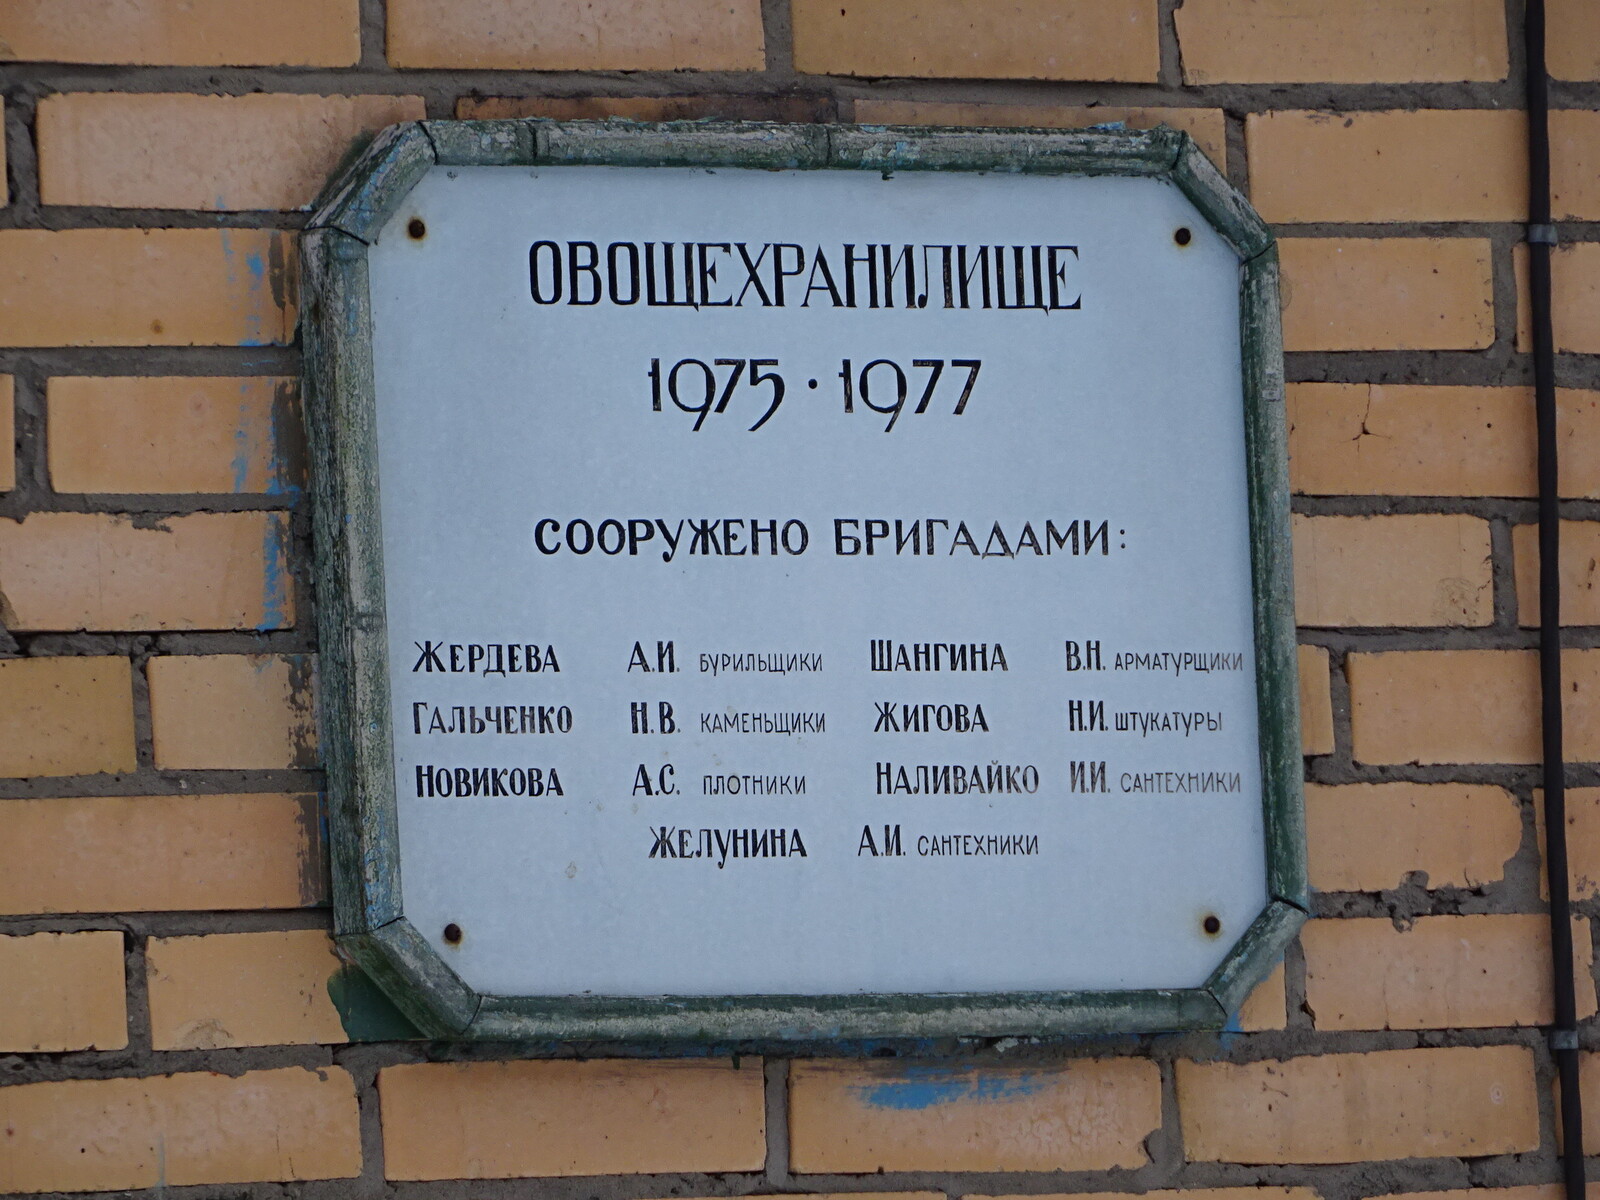 ОВОЩЕХРАНИЛИЩЕ
1975 · 1977
СООРУЖЕНО БРИГАДАМИ:
ЖЕРДЕВА А.И. БУРИЛЬЩИКИ ШАНГИНА В.Н. АРМАТУРЩИКИ
ГАЛЬЧЕНКО Н.В. КАМЕНЬЩИКИ ЖИГОВА Н.И. ШТУКАТУРЫ
НОВИКОВА А.С. ПЛОТНИКИ НАЛИВАЙКО И.И. САНТЕХНИКИ
ЖЕЛУНИНА А.И. САНТЕХНИКИ